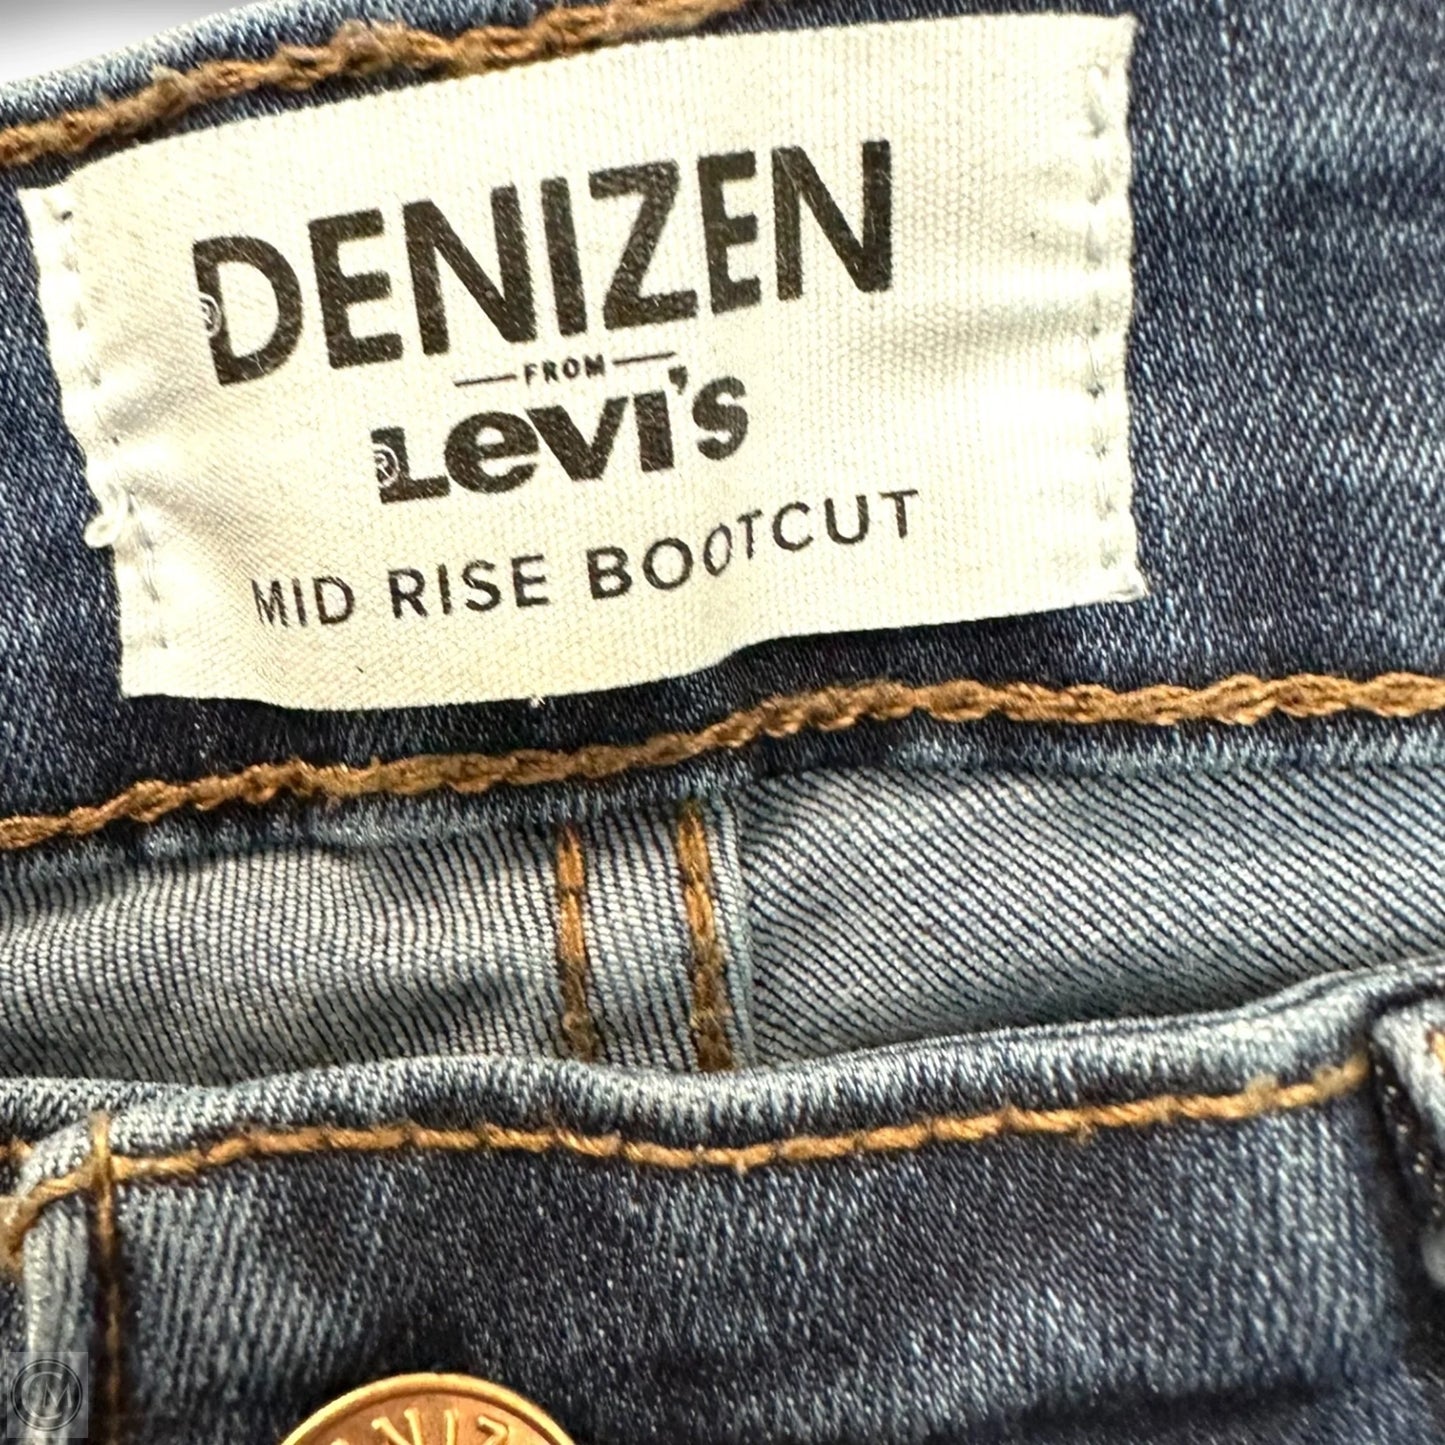 DENIZEN®
FROM
Levi's®
MID RISE BOOTCUT